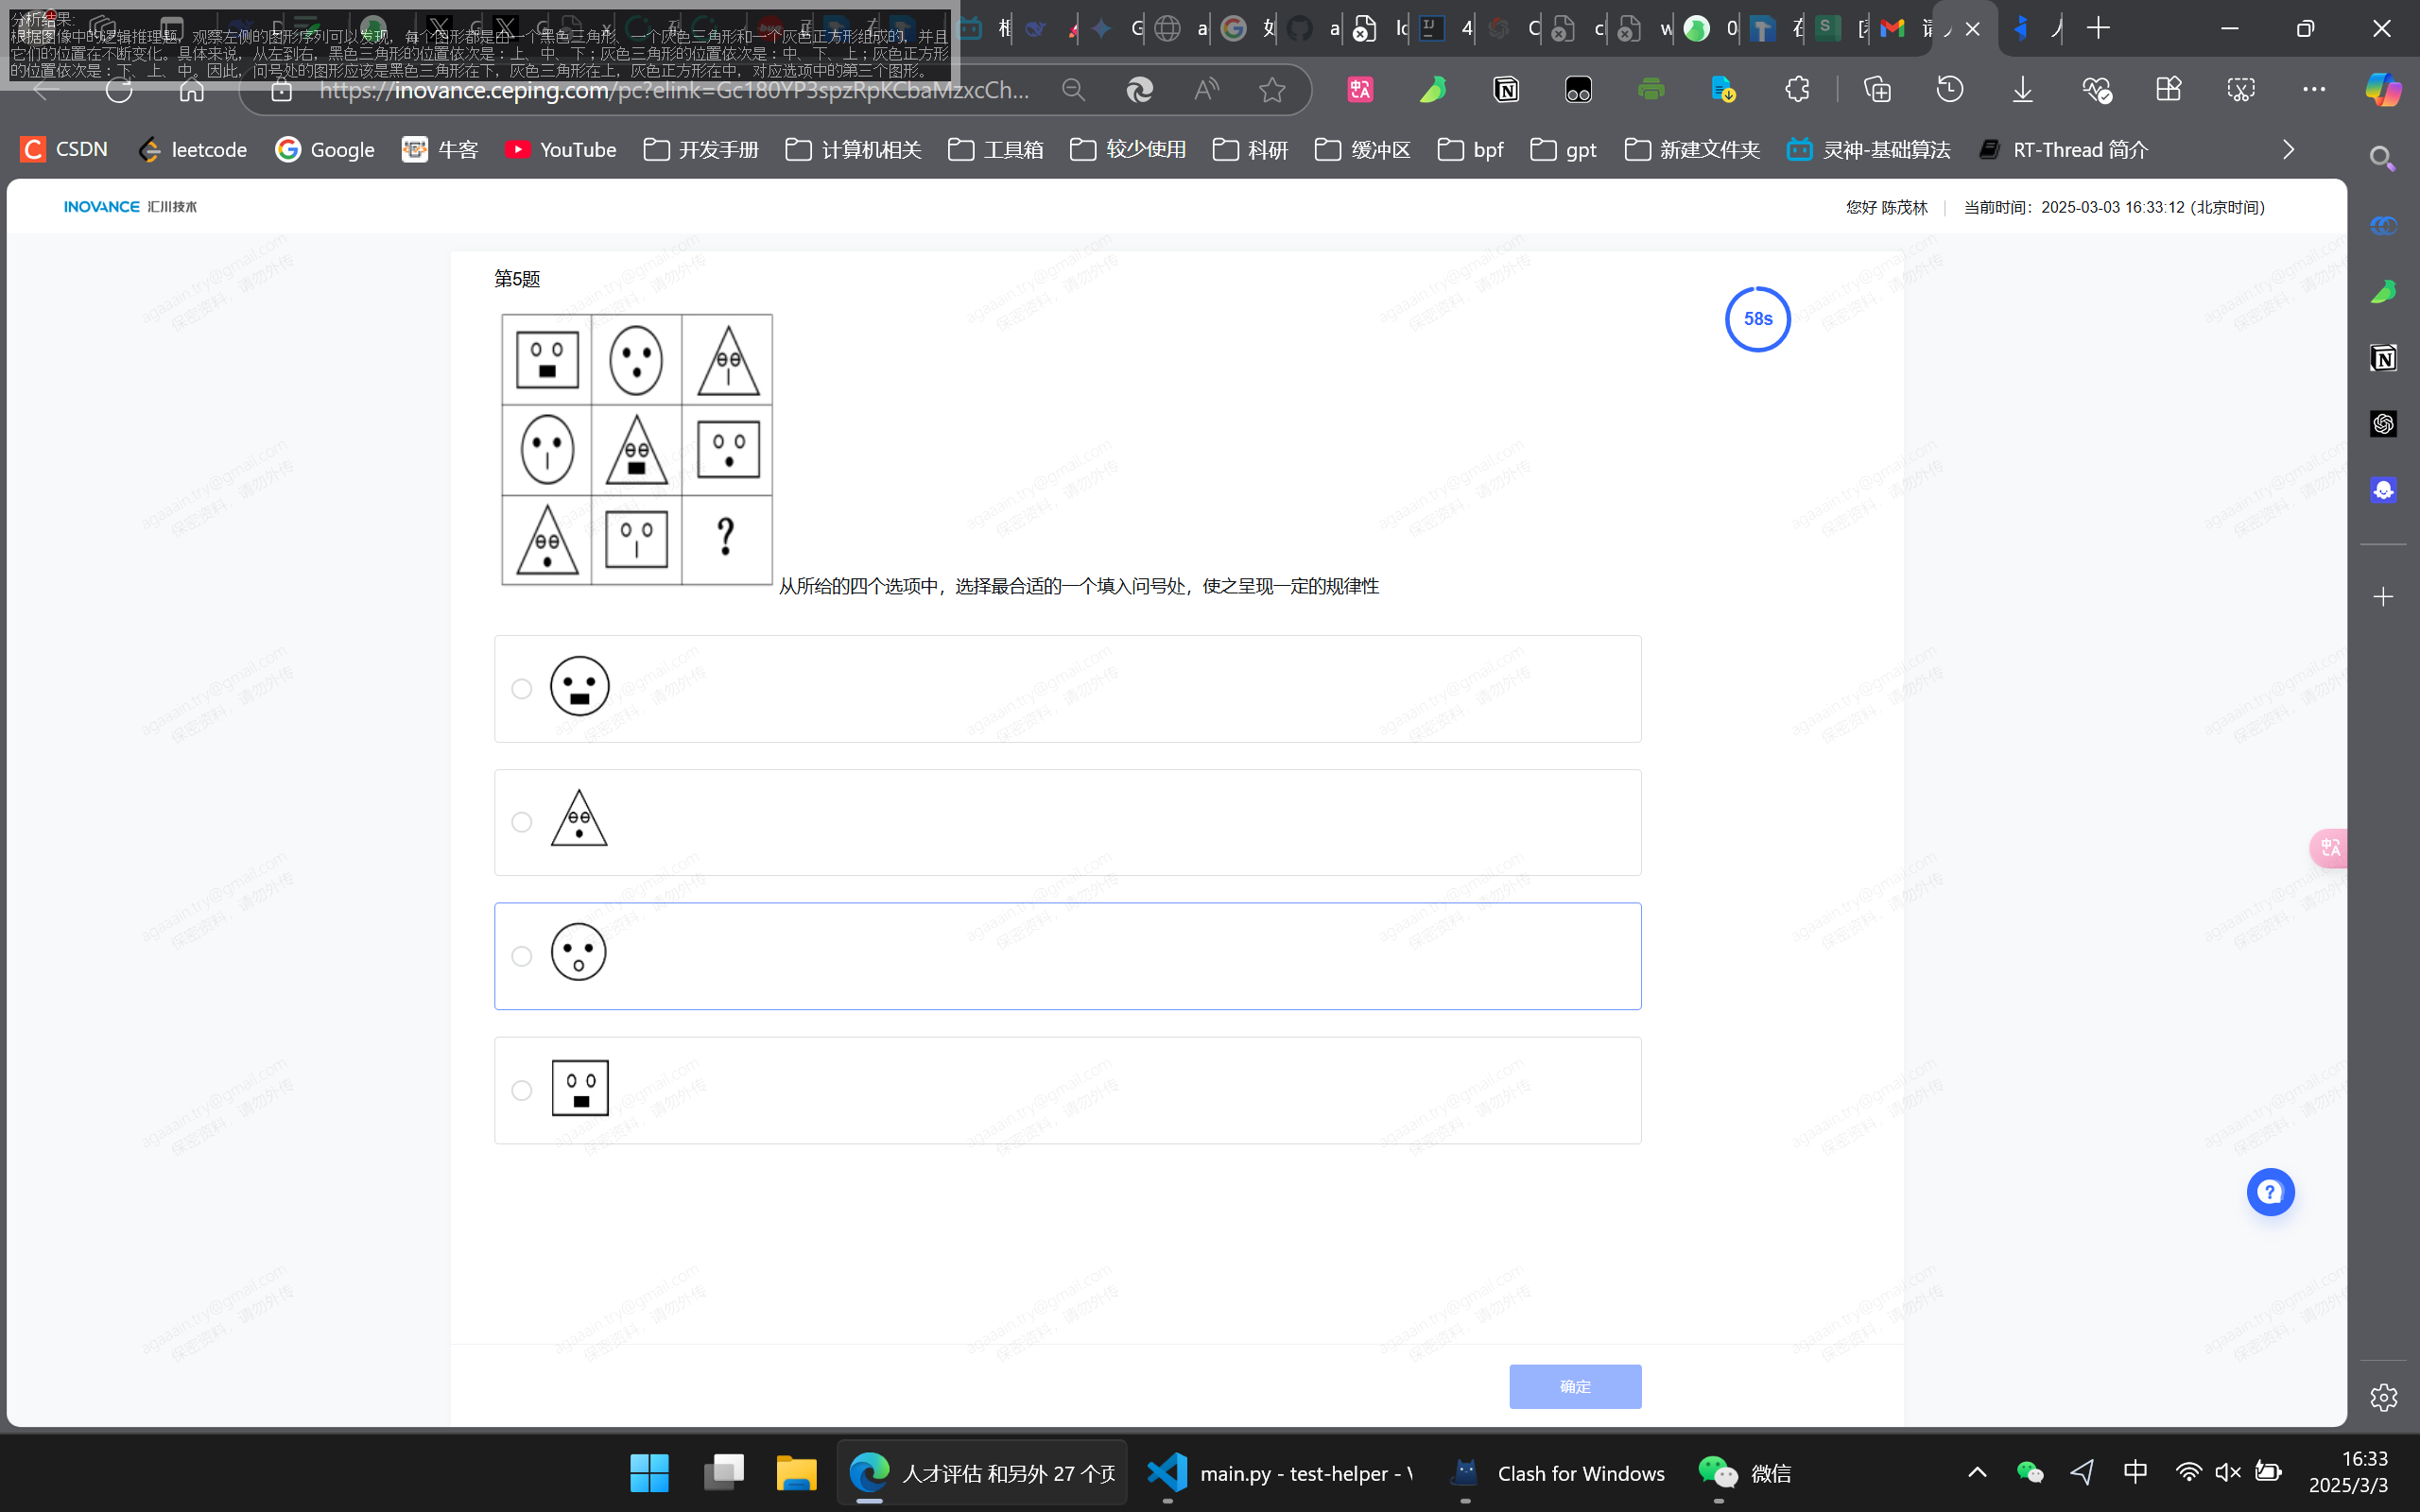 分析结果:
根据图像中的逻辑推理题，观察左侧的图形序列可以发现，每个图形都是由一个黑色三角形、一个灰色三角形和一个灰色正方形组成的，并且
它们的位置在不断变化。具体来说，从左到右，黑色三角形的位置依次是：上、中、下；灰色三角形的位置依次是：中、下、上；灰色正方形
的位置依次是：下、上、中。因此，问号处的图形应该是黑色三角形在下，灰色三角形在上，灰色正方形在中，对应选项中的第三个图形。
https://inovance.ceping.com/pc?elink=Gc180YP3spzRpKCbaMzxcCh...
CSDN leetcode Google 牛客 YouTube 开发手册 计算机相关 工具箱 较少使用 科研 缓冲区 bpf gpt 新建文件夹 灵神-基础算法 RT-Thread 简介
INOVANCE 汇川技术
您好 陈茂林 当前时间：2025-03-03 16:33:12 (北京时间)
第5题
58s
?
从所给的四个选项中，选择最合适的一个填入问号处，使之呈现一定的规律性
agaaain.try@gmail.com
保密资料，请勿外传
确定
人才评估 和另外 27 个页
main.py - test-helper - V
Clash for Windows
微信
中
16:33
2025/3/3